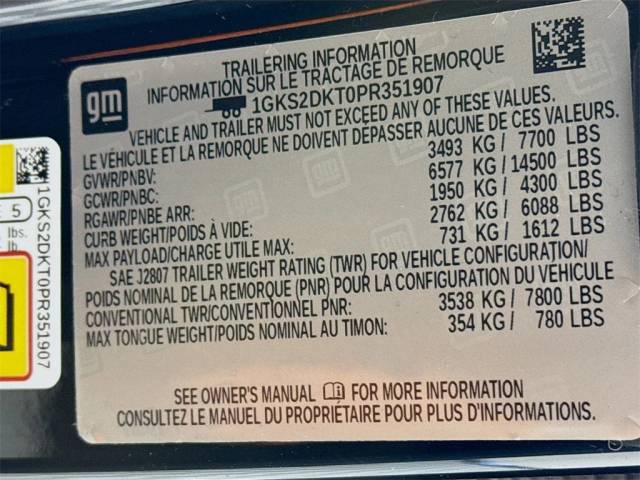 gm
TRAILERING INFORMATION
INFORMATION SUR LE TRACTAGE DE REMORQUE
1GKS2DKT0PR351907
VEHICLE AND TRAILER MUST NOT EXCEED ANY OF THESE VALUES.
LE VÉHICULE ET LA REMORQUE NE DOIVENT DÉPASSER AUCUNE DE CES VALEURS.
GVWR/PNBV: 3493 KG / 7700 LBS
GCWR/PNBC: 6577 KG / 14500 LBS
RGAWR/PNBE ARR: 1950 KG / 4300 LBS
CURB WEIGHT/POIDS À VIDE: 2762 KG / 6088 LBS
MAX PAYLOAD/CHARGE UTILE MAX: 731 KG / 1612 LBS
SAE J2807 TRAILER WEIGHT RATING (TWR) FOR VEHICLE CONFIGURATION/
POIDS NOMINAL DE LA REMORQUE (PNR) POUR LA CONFIGURATION DU VÉHICULE
CONVENTIONAL TWR/CONVENTIONNEL PNR: 3538 KG / 7800 LBS
MAX TONGUE WEIGHT/POIDS NOMINAL AU TIMON: 354 KG / 780 LBS
SEE OWNER'S MANUAL FOR MORE INFORMATION
CONSULTEZ LE MANUEL DU PROPRIÉTAIRE POUR PLUS D'INFORMATIONS.
5
lbs.
lb
1GKS2DKT0PR351907